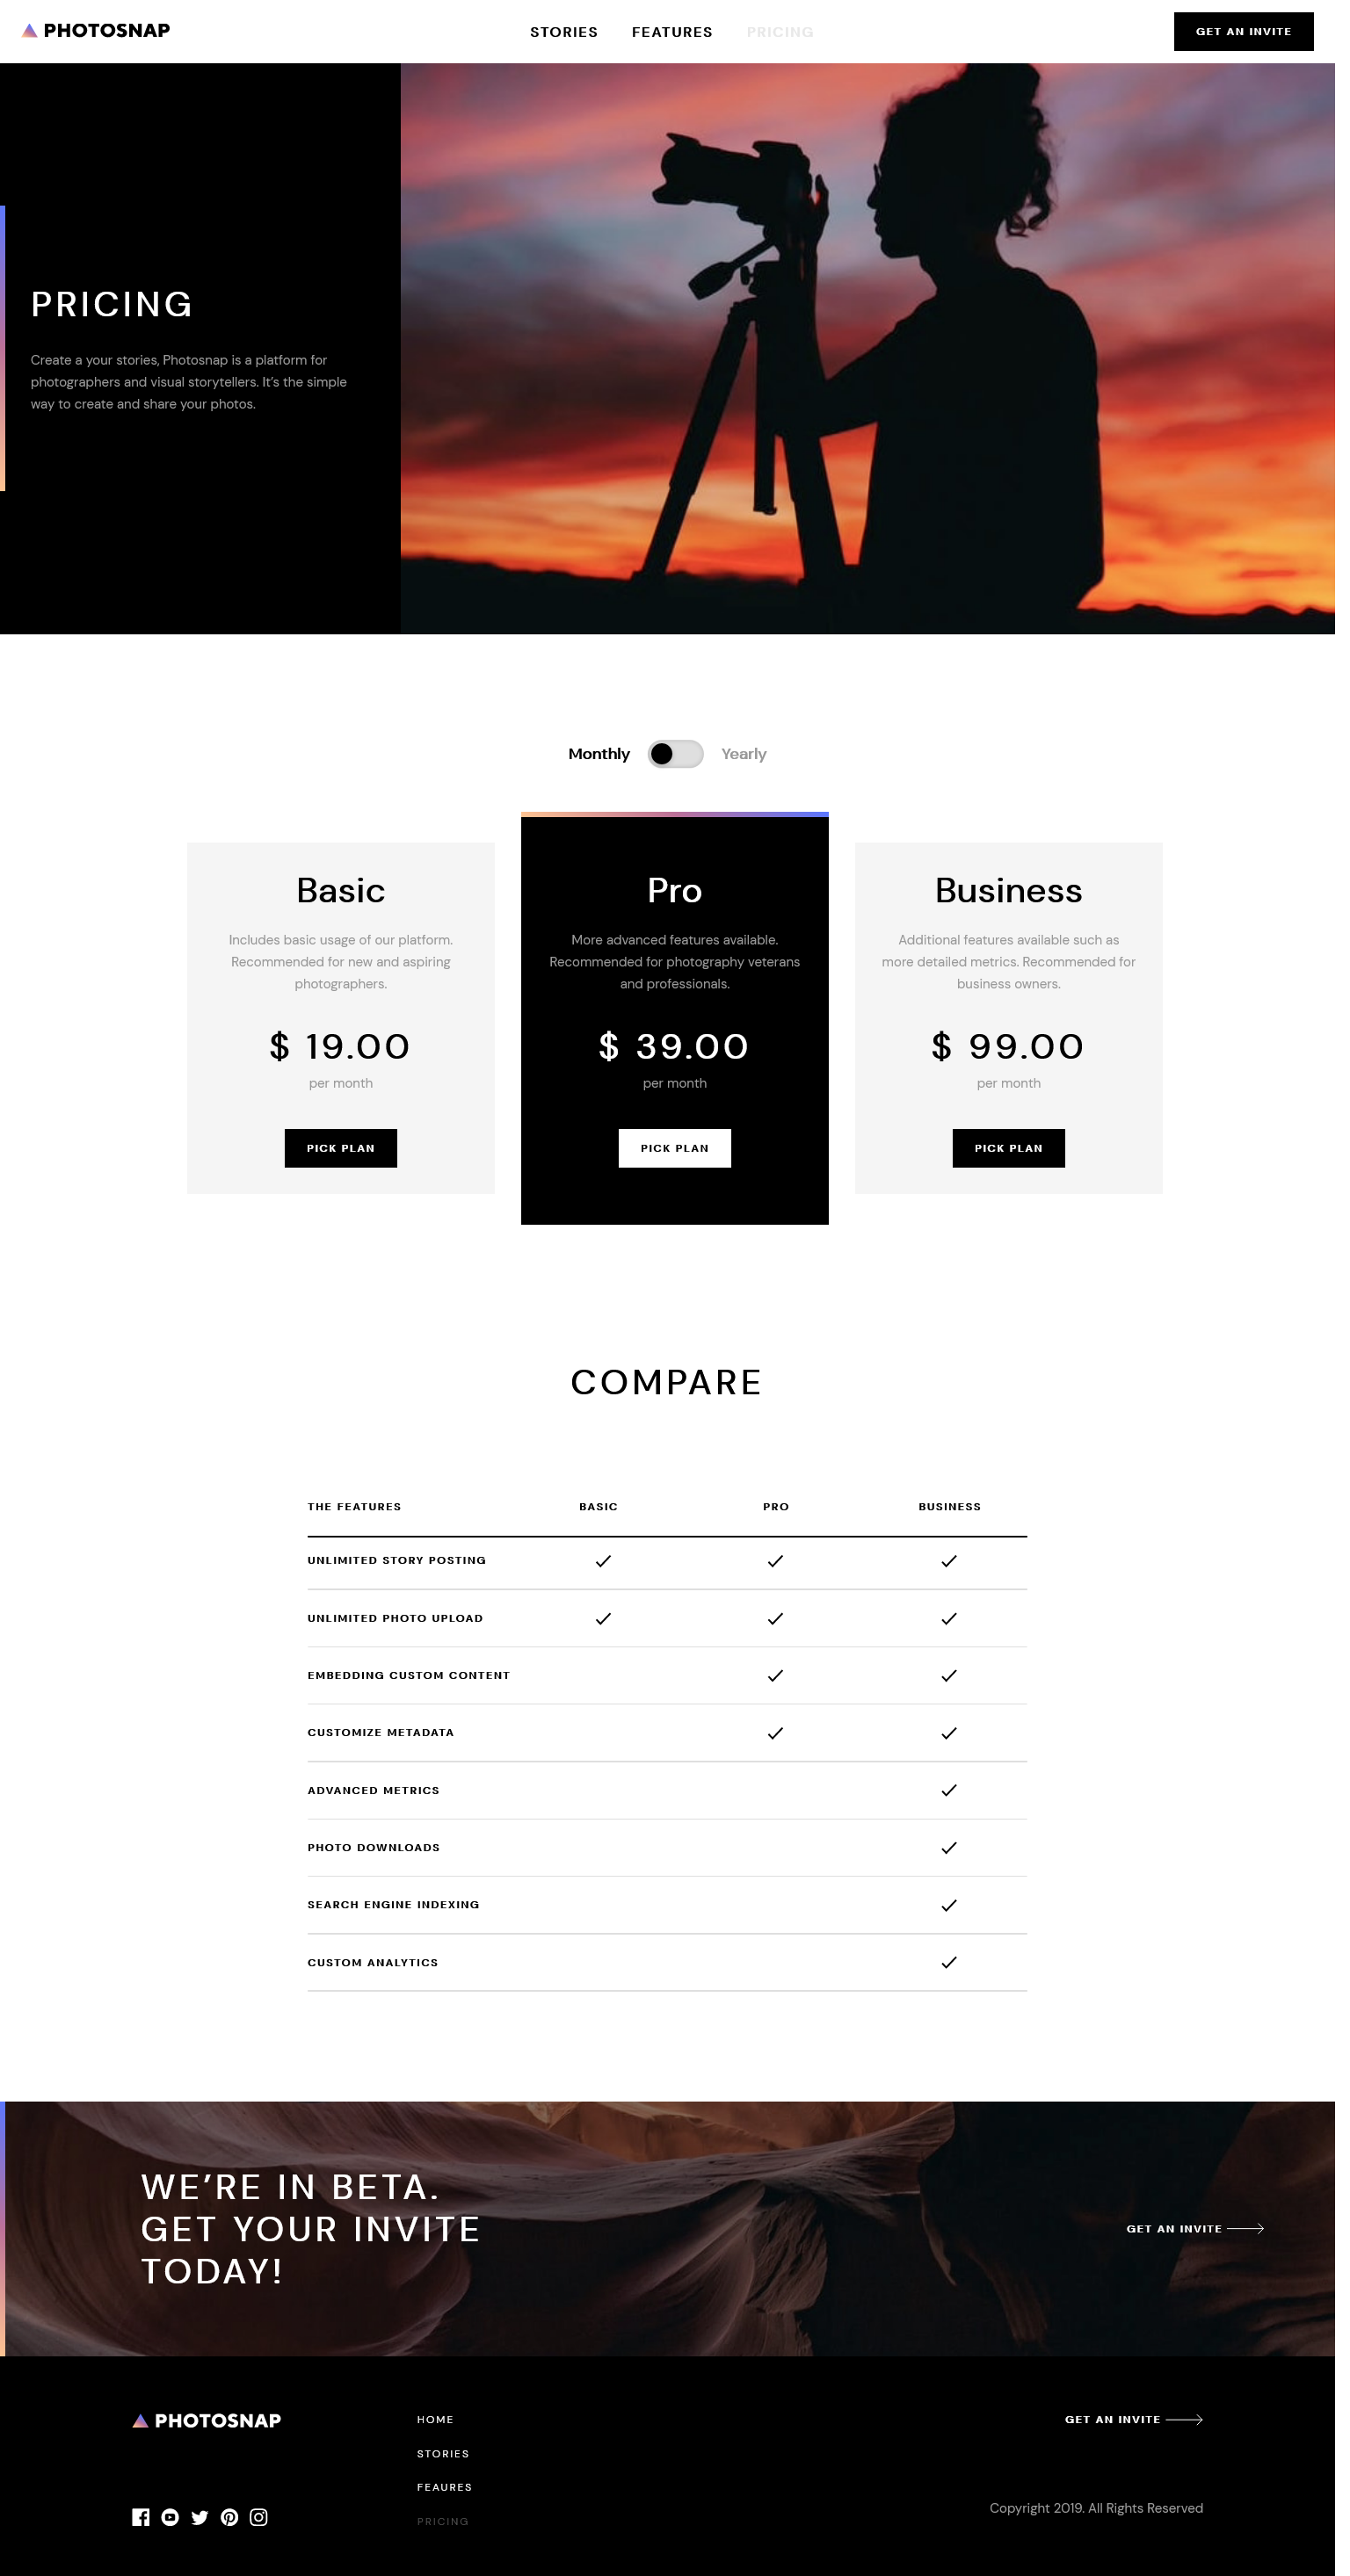 PHOTOSNAP
STORIES FEATURES PRICING
GET AN INVITE
PRICING
Create a your stories, Photosnap is a platform for
photographers and visual storytellers. It’s the simple
way to create and share your photos.
Monthly Yearly
Basic
Includes basic usage of our platform.
Recommended for new and aspiring
photographers.
$ 19.00
per month
PICK PLAN
Pro
More advanced features available.
Recommended for photography veterans
and professionals.
$ 39.00
per month
PICK PLAN
Business
Additional features available such as
more detailed metrics. Recommended for
business owners.
$ 99.00
per month
PICK PLAN
COMPARE
THE FEATURES BASIC PRO BUSINESS
UNLIMITED STORY POSTING
UNLIMITED PHOTO UPLOAD
EMBEDDING CUSTOM CONTENT
CUSTOMIZE METADATA
ADVANCED METRICS
PHOTO DOWNLOADS
SEARCH ENGINE INDEXING
CUSTOM ANALYTICS
WE’RE IN BETA.
GET YOUR INVITE
TODAY!
GET AN INVITE
PHOTOSNAP
HOME
STORIES
FEAURES
PRICING
GET AN INVITE
Copyright 2019. All Rights Reserved